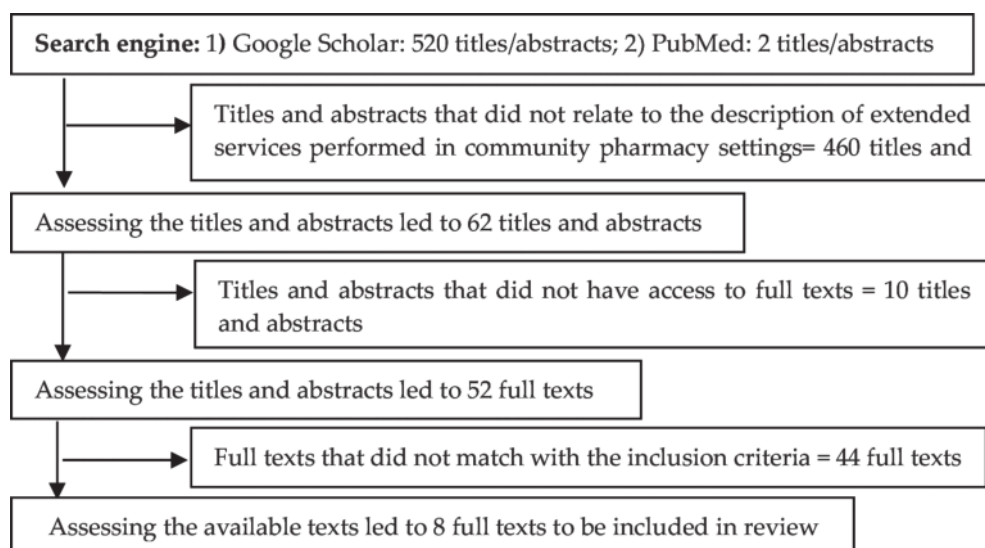 Search engine: 1) Google Scholar: 520 titles/abstracts; 2) PubMed: 2 titles/abstracts
Titles and abstracts that did not relate to the description of extended
services performed in community pharmacy settings= 460 titles and
Assessing the titles and abstracts led to 62 titles and abstracts
Titles and abstracts that did not have access to full texts = 10 titles
and abstracts
Assessing the titles and abstracts led to 52 full texts
Full texts that did not match with the inclusion criteria = 44 full texts
Assessing the available texts led to 8 full texts to be included in review